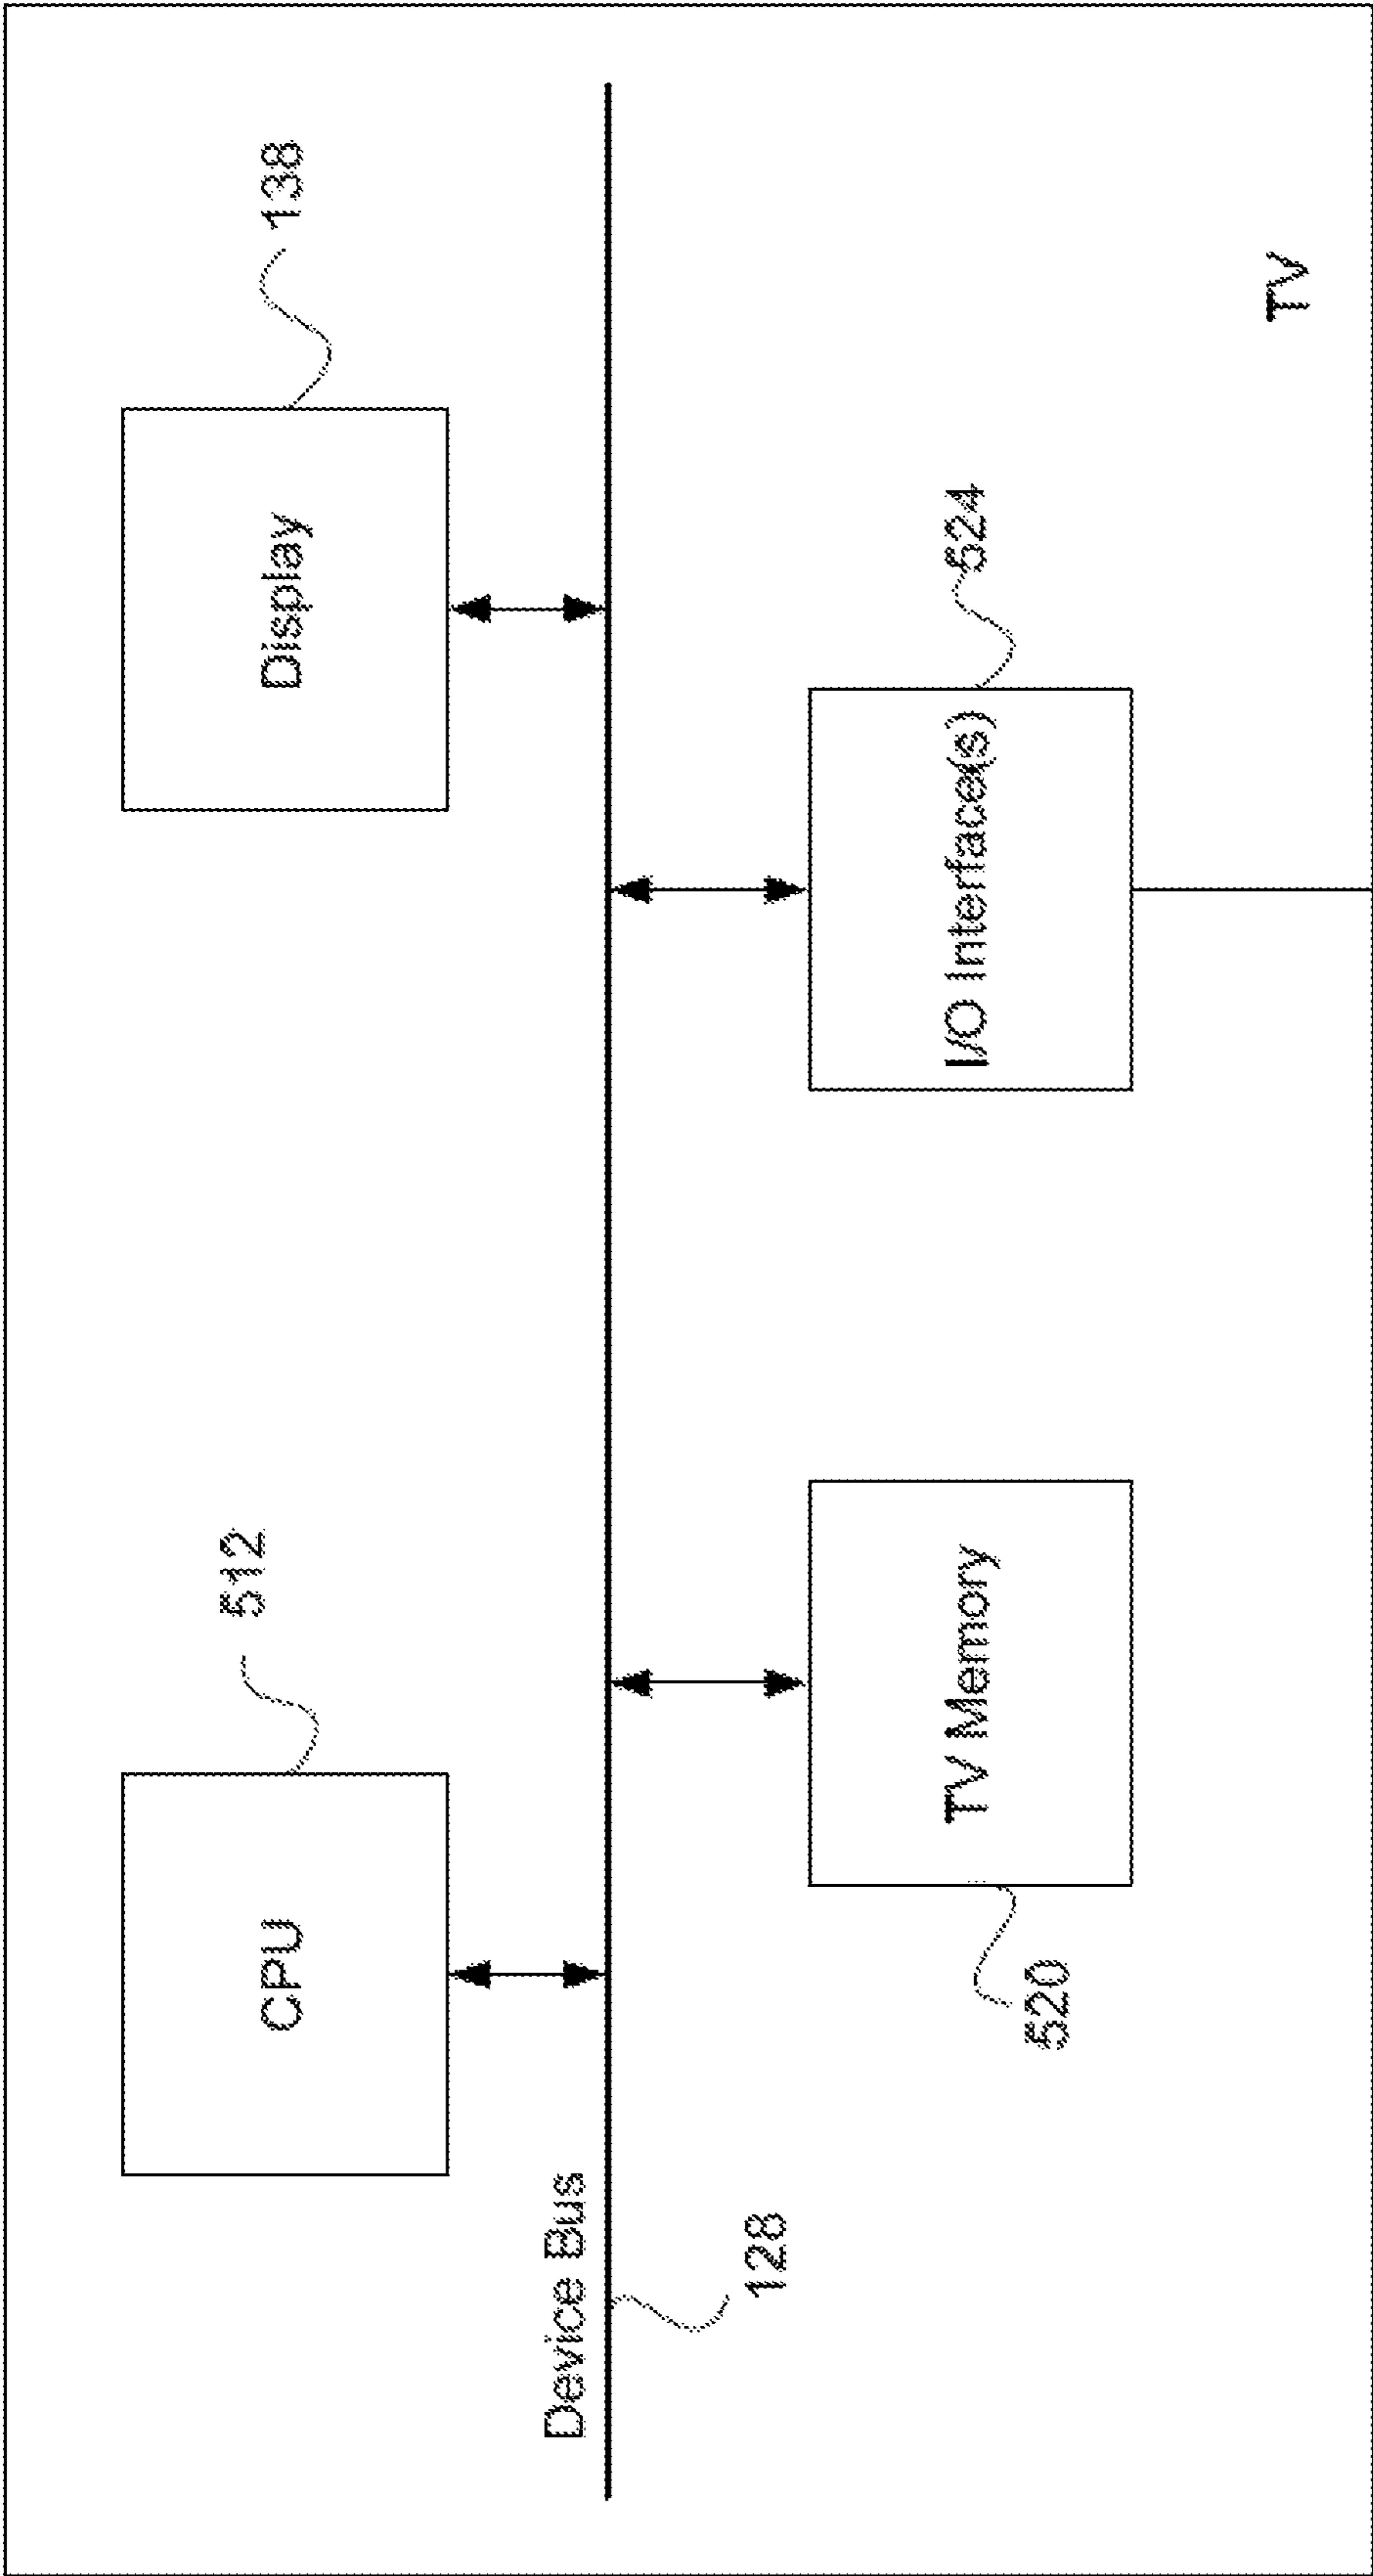 512
138
CPU
Display
Device Bus
128
TV Memory
I/O Interface(s)
524
520
TV